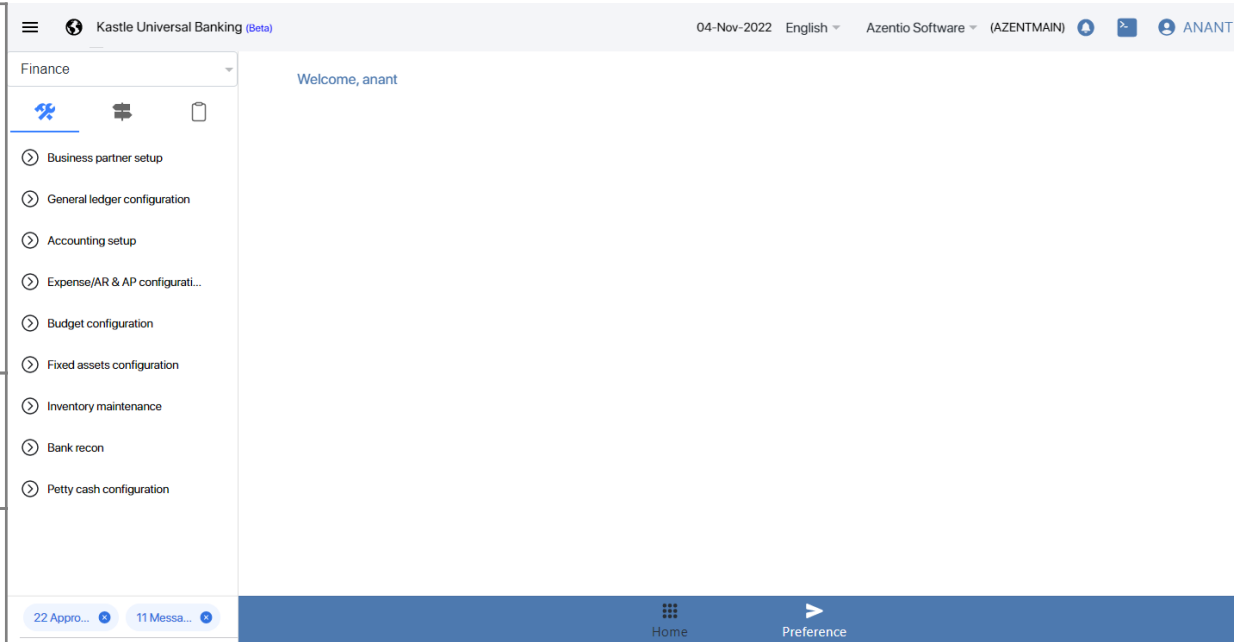 Kastle Universal Banking (Beta)
04-Nov-2022 English Azentio Software (AZENTMAIN) ANANT
Finance
Welcome, anant
Business partner setup
General ledger configuration
Accounting setup
Expense/AR & AP configurati...
Budget configuration
Fixed assets configuration
Inventory maintenance
Bank recon
Petty cash configuration
22 Appro... 11 Messa...
Home Preference